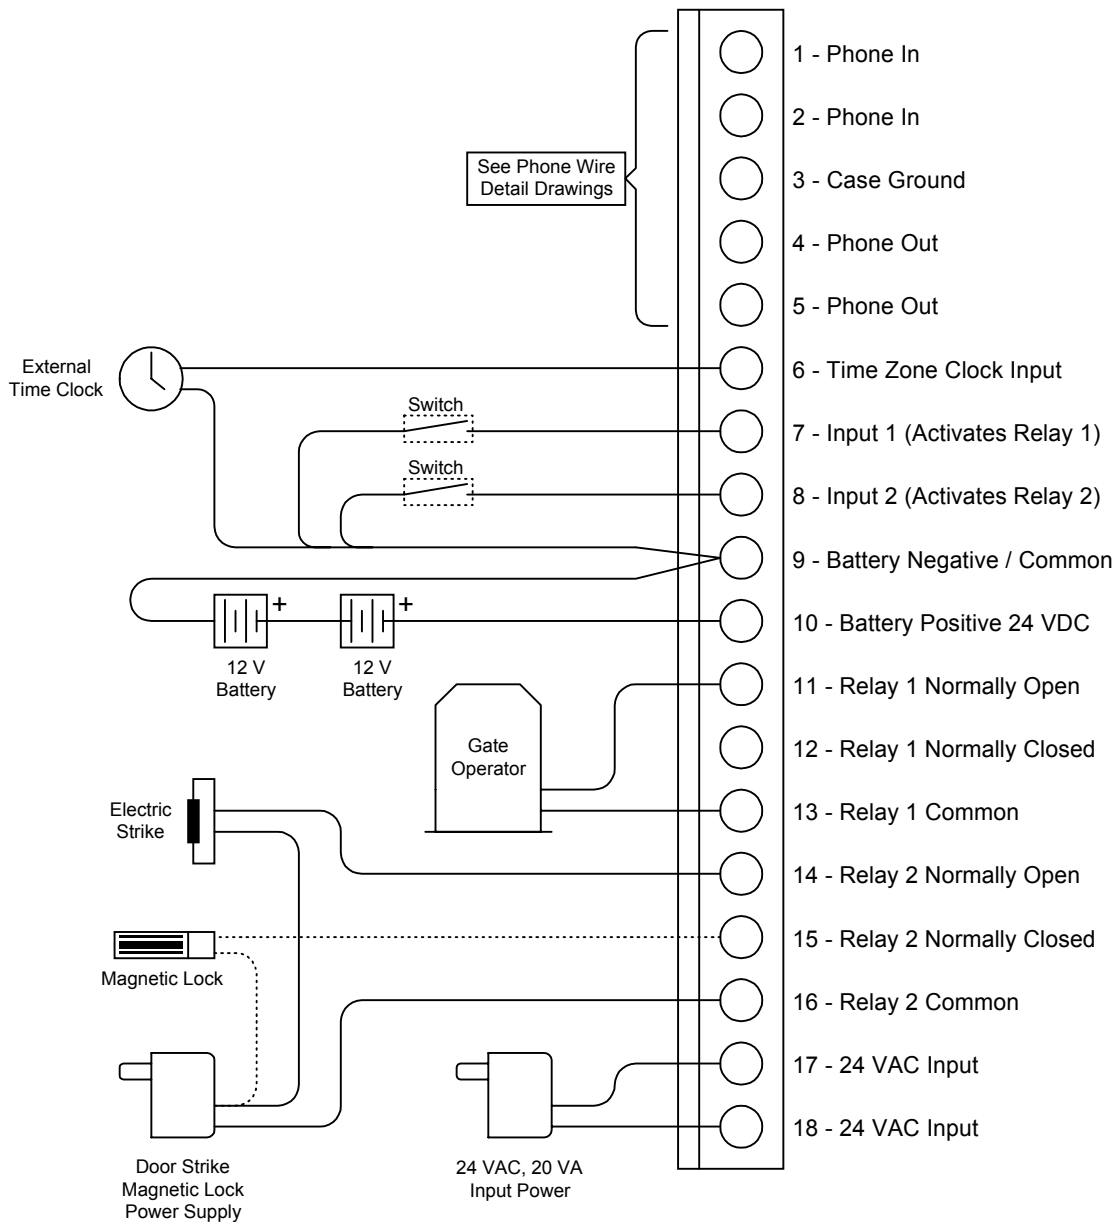 1 - Phone In
2 - Phone In
See Phone Wire
Detail Drawings
3 - Case Ground
4 - Phone Out
5 - Phone Out
External
Time Clock
6 - Time Zone Clock Input
Switch
7 - Input 1 (Activates Relay 1)
Switch
8 - Input 2 (Activates Relay 2)
9 - Battery Negative / Common
+
+
10 - Battery Positive 24 VDC
12 V
Battery
12 V
Battery
11 - Relay 1 Normally Open
Gate
Operator
12 - Relay 1 Normally Closed
Electric
Strike
13 - Relay 1 Common
14 - Relay 2 Normally Open
15 - Relay 2 Normally Closed
Magnetic Lock
16 - Relay 2 Common
17 - 24 VAC Input
18 - 24 VAC Input
Door Strike
Magnetic Lock
Power Supply
24 VAC, 20 VA
Input Power